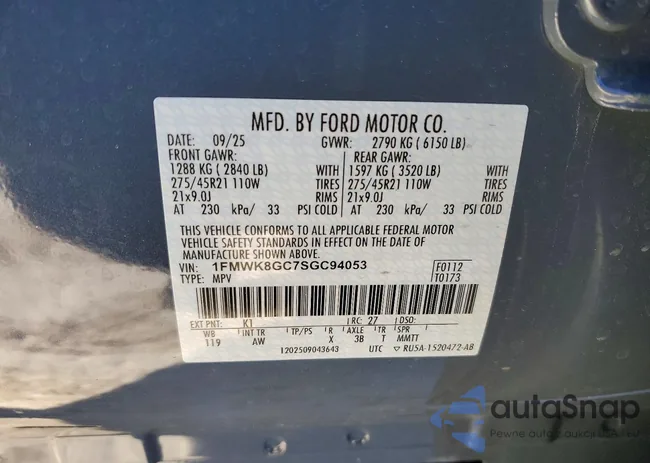 MFD. BY FORD MOTOR CO.
DATE: 09/25 GVWR: 2790 KG ( 6150 LB)
FRONT GAWR: REAR GAWR:
1288 KG ( 2840 LB) WITH 1597 KG ( 3520 LB) WITH
275/45R21 110W TIRES 275/45R21 110W TIRES
21x9.0J RIMS 21x9.0J RIMS
AT 230 kPa/ 33 PSI COLD AT 230 kPa/ 33 PSI COLD
THIS VEHICLE CONFORMS TO ALL APPLICABLE FEDERAL MOTOR
VEHICLE SAFETY STANDARDS IN EFFECT ON THE DATE OF
MANUFACTURE SHOWN ABOVE.
VIN: 1FMWK8GC7SGC94053 F0112
TYPE: MPV T0173
EXT PNT: K1 RC: 27 DSO:
WB INT TR TP/PS R AXLE TR SPR
119 AW X 3B T MMTT
1202509043643 UTC ▽ RU5A-1520472-AB
autoSnap
Pewne auto z aukcji